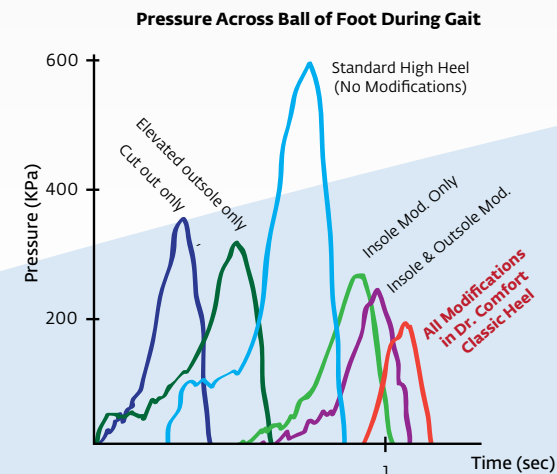 Pressure Across Ball of Foot During Gait
600
Standard High Heel
(No Modifications)
Elevated outsole only
Cut out only
400
Pressure (KPa)
Insole Mod. Only
Insole & Outsole Mod.
All Modifications
in Dr. Comfort
Classic Heel
200
1
Time (sec)